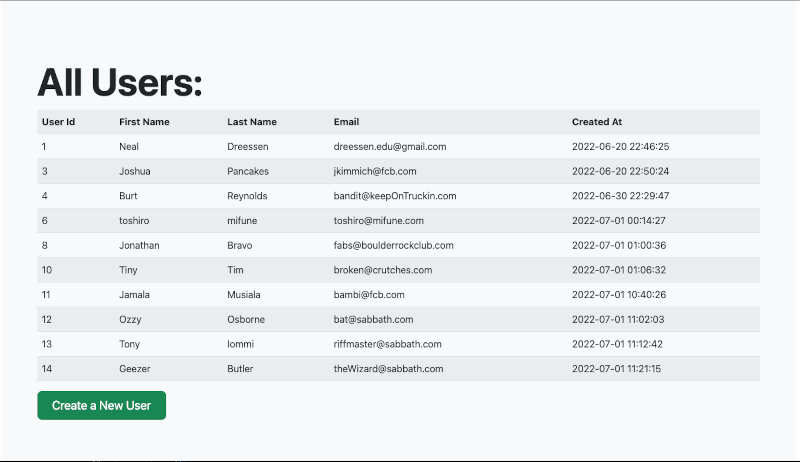 All Users:
User Id First Name Last Name Email Created At
1 Neal Dreessen dreessen.edu@gmail.com 2022-06-20 22:46:25
3 Joshua Pancakes jkimmich@fcb.com 2022-06-20 22:50:24
4 Burt Reynolds bandit@keepOnTruckin.com 2022-06-30 22:29:47
6 toshiro mifune toshiro@mifune.com 2022-07-01 00:14:27
8 Jonathan Bravo fabs@boulderrockclub.com 2022-07-01 01:00:36
10 Tiny Tim broken@crutches.com 2022-07-01 01:06:32
11 Jamala Musiala bambi@fcb.com 2022-07-01 10:40:26
12 Ozzy Osborne bat@sabbath.com 2022-07-01 11:02:03
13 Tony Iommi riffmaster@sabbath.com 2022-07-01 11:12:42
14 Geezer Butler theWizard@sabbath.com 2022-07-01 11:21:15
Create a New User